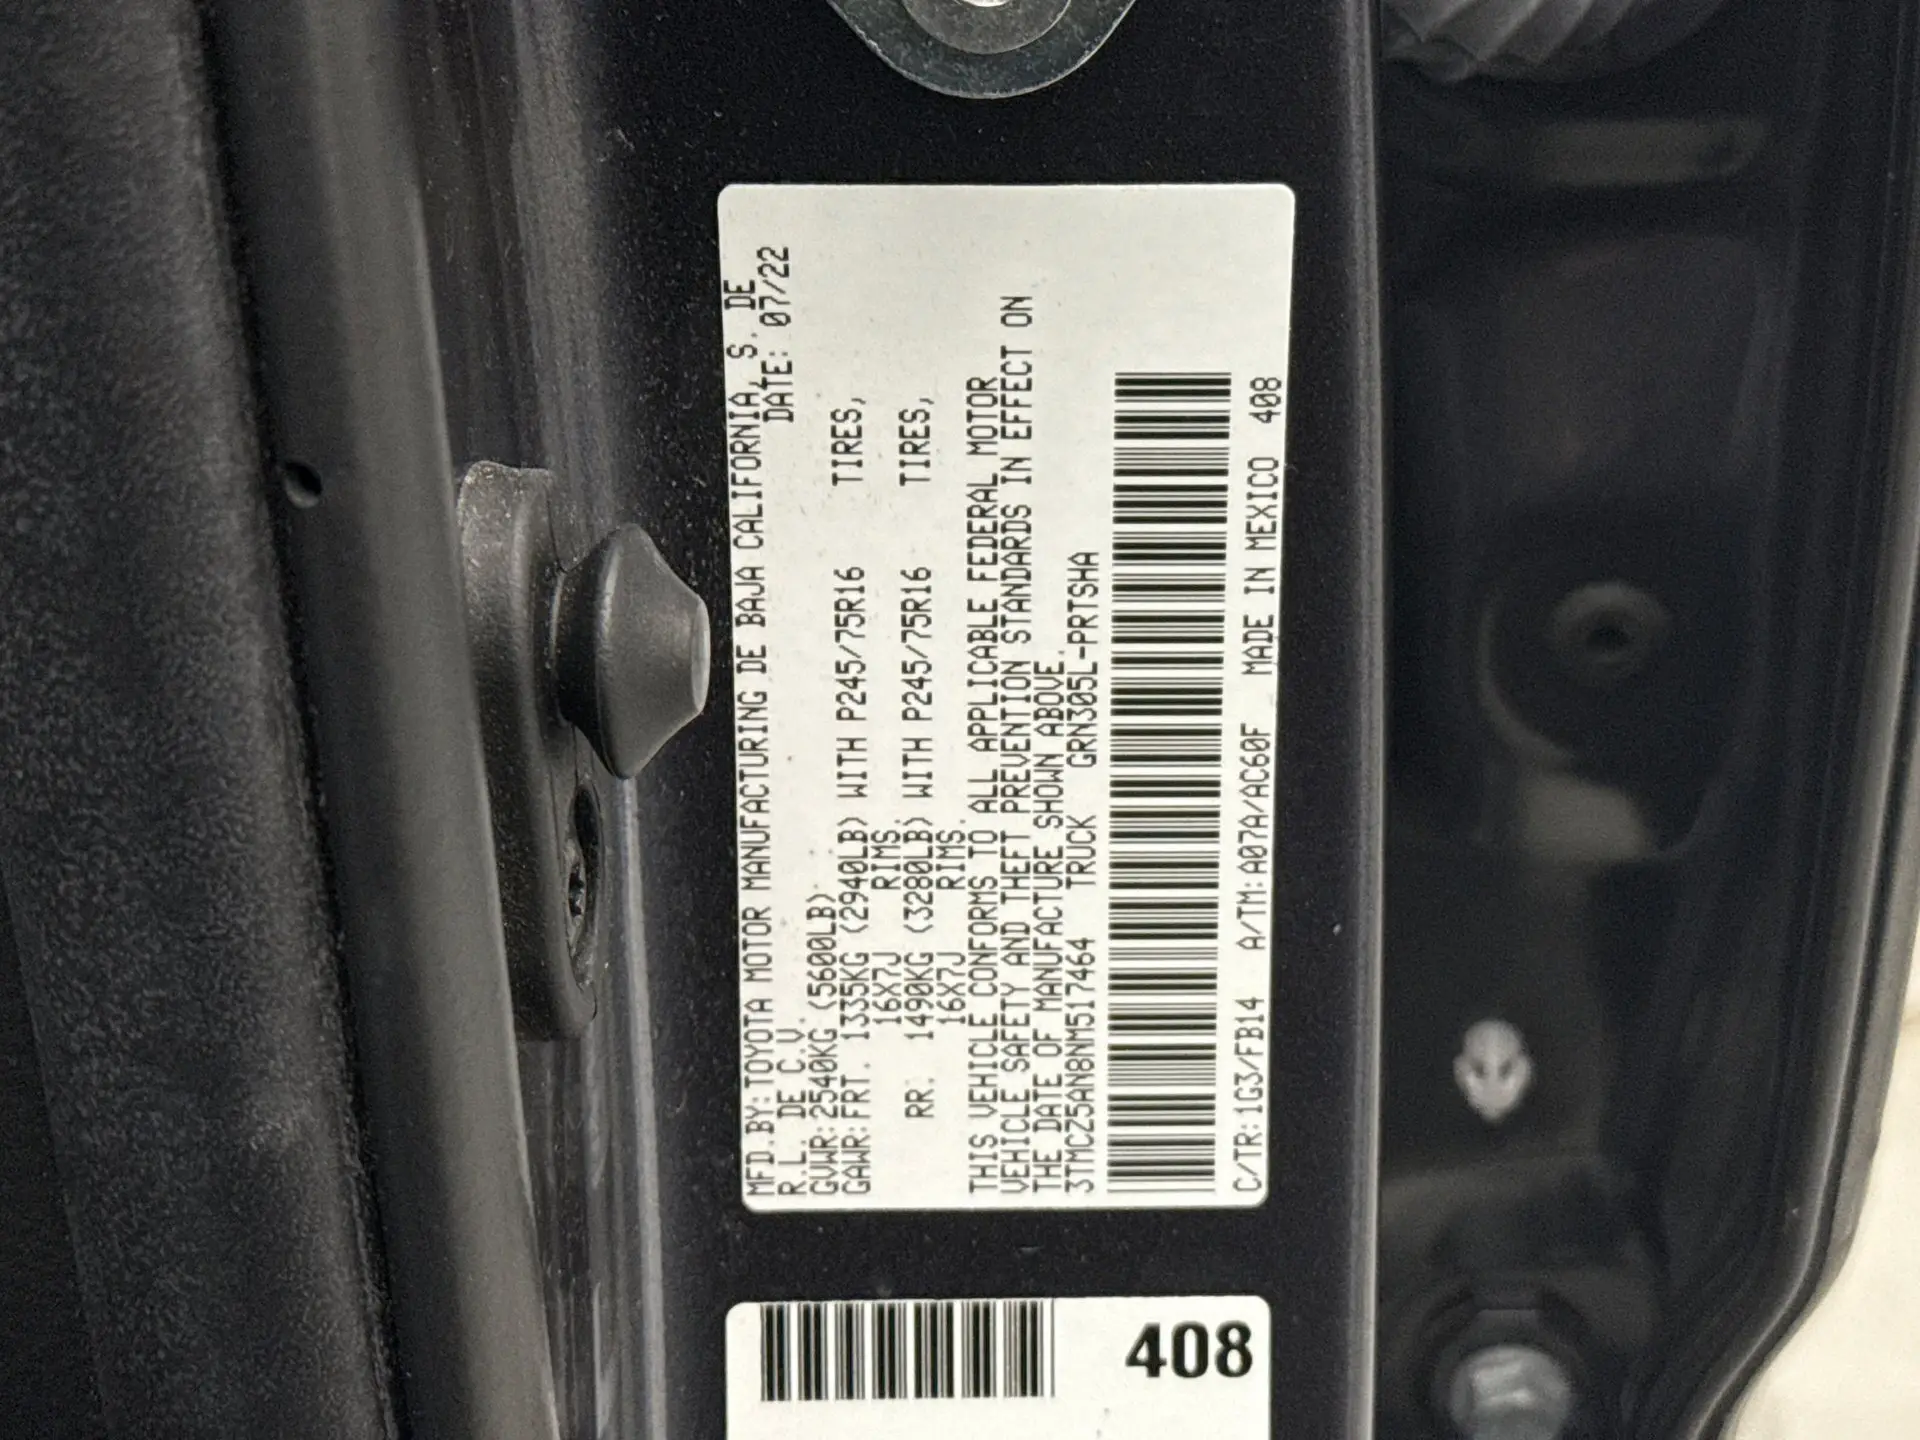 MFD.BY:TOYOTA MOTOR MANUFACTURING DE BAJA CALIFORNIA, S. DE
R.L. DE C.V. DATE: 07/22
GVWR:2540KG (5600LB)
GAWR:FRT. 1335KG (2940LB) WITH P245/75R16 TIRES,
16X7J RIMS.
RR. 1490KG (3280LB) WITH P245/75R16 TIRES,
16X7J RIMS.
THIS VEHICLE CONFORMS TO ALL APPLICABLE FEDERAL MOTOR
VEHICLE SAFETY AND THEFT PREVENTION STANDARDS IN EFFECT ON
THE DATE OF MANUFACTURE SHOWN ABOVE.
3TMCZ5AN8NM517464 TRUCK GRN305L-PRTSHA
C/TR:1G3/FB14 A/TM:A07A/AC60F MADE IN MEXICO 408
408